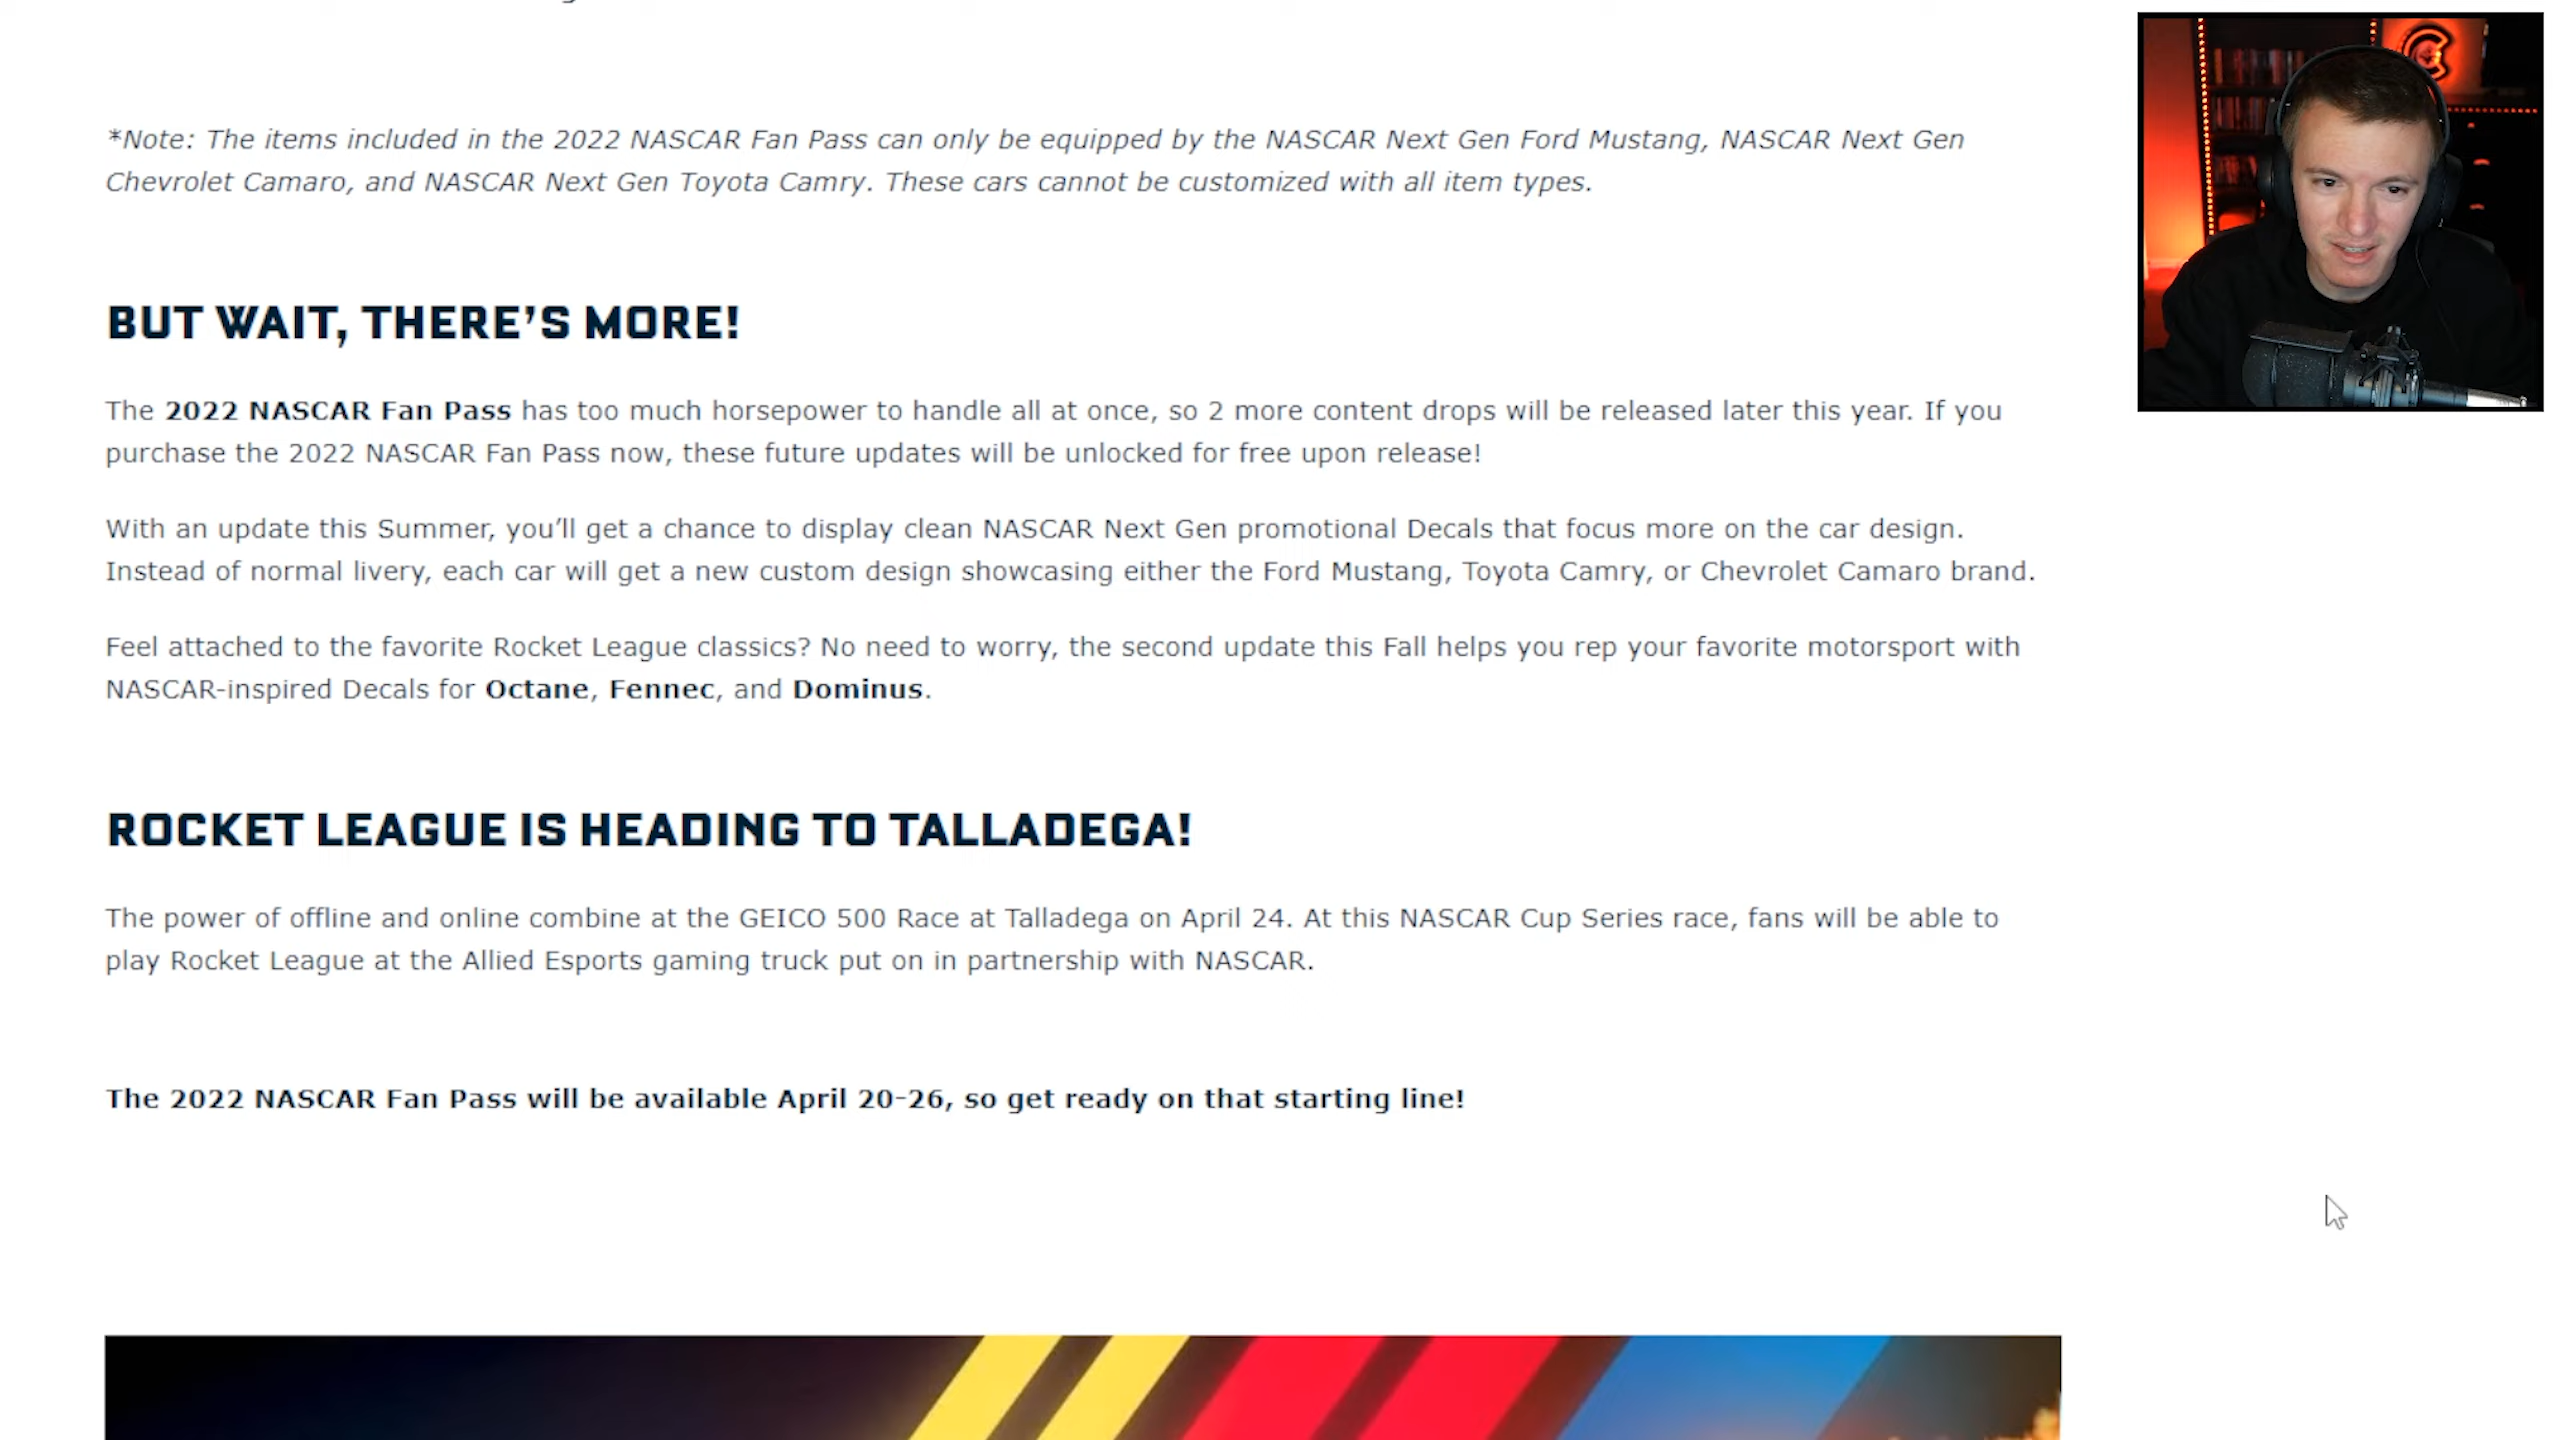 *Note: The items included in the 2022 NASCAR Fan Pass can only be equipped by the NASCAR Next Gen Ford Mustang, NASCAR Next Gen
Chevrolet Camaro, and NASCAR Next Gen Toyota Camry. These cars cannot be customized with all item types.
BUT WAIT, THERE’S MORE!
The 2022 NASCAR Fan Pass has too much horsepower to handle all at once, so 2 more content drops will be released later this year. If you
purchase the 2022 NASCAR Fan Pass now, these future updates will be unlocked for free upon release!
With an update this Summer, you’ll get a chance to display clean NASCAR Next Gen promotional Decals that focus more on the car design.
Instead of normal livery, each car will get a new custom design showcasing either the Ford Mustang, Toyota Camry, or Chevrolet Camaro brand.
Feel attached to the favorite Rocket League classics? No need to worry, the second update this Fall helps you rep your favorite motorsport with
NASCAR-inspired Decals for Octane, Fennec, and Dominus.
ROCKET LEAGUE IS HEADING TO TALLADEGA!
The power of offline and online combine at the GEICO 500 Race at Talladega on April 24. At this NASCAR Cup Series race, fans will be able to
play Rocket League at the Allied Esports gaming truck put on in partnership with NASCAR.
The 2022 NASCAR Fan Pass will be available April 20-26, so get ready on that starting line!